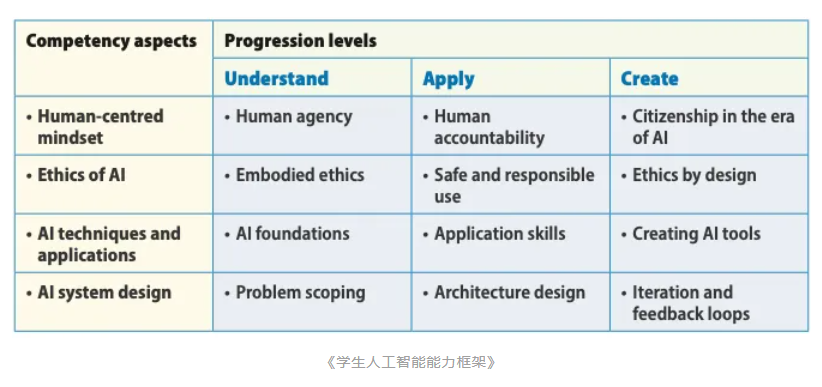 Competency aspects
Progression levels
Understand
Apply
Create
• Human-centred
mindset
• Human agency
• Human
accountability
• Citizenship in the era
of AI
• Ethics of AI
• Embodied ethics
• Safe and responsible
use
• Ethics by design
• AI techniques and
applications
• AI foundations
• Application skills
• Creating AI tools
• AI system design
• Problem scoping
• Architecture design
• Iteration and
feedback loops
《学生人工智能能力框架》